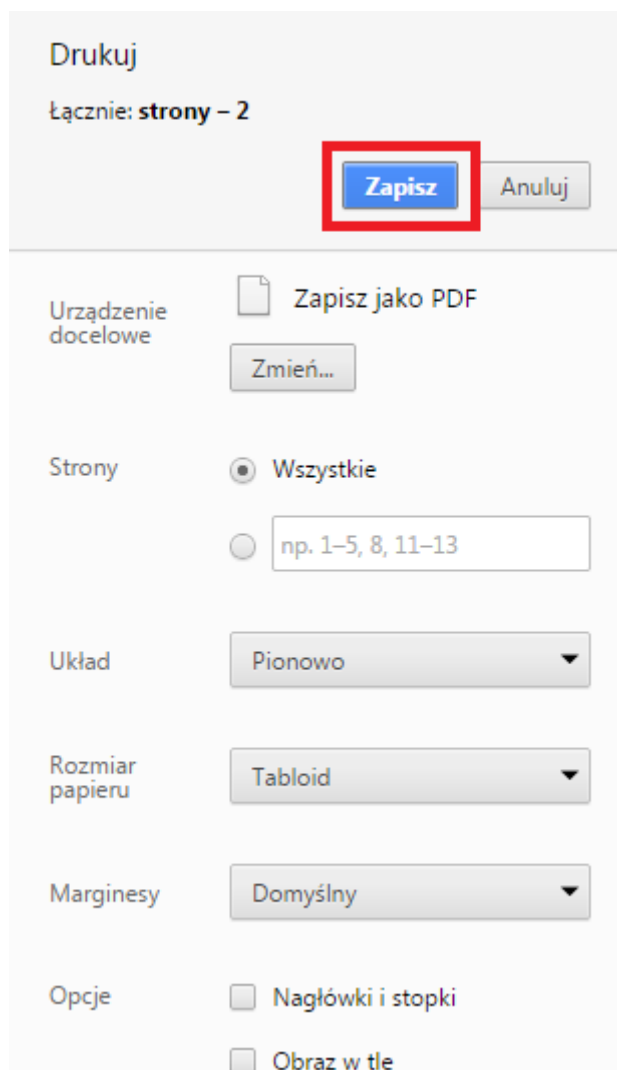 Drukuj
Łącznie: strony – 2
Zapisz
Anuluj
Urządzenie
docelowe
Zapisz jako PDF
Zmień...
Strony
Wszystkie
np. 1–5, 8, 11–13
Układ
Pionowo
Rozmiar
papieru
Tabloid
Marginesy
Domyślny
Opcje
Nagłówki i stopki
Obraz w tle